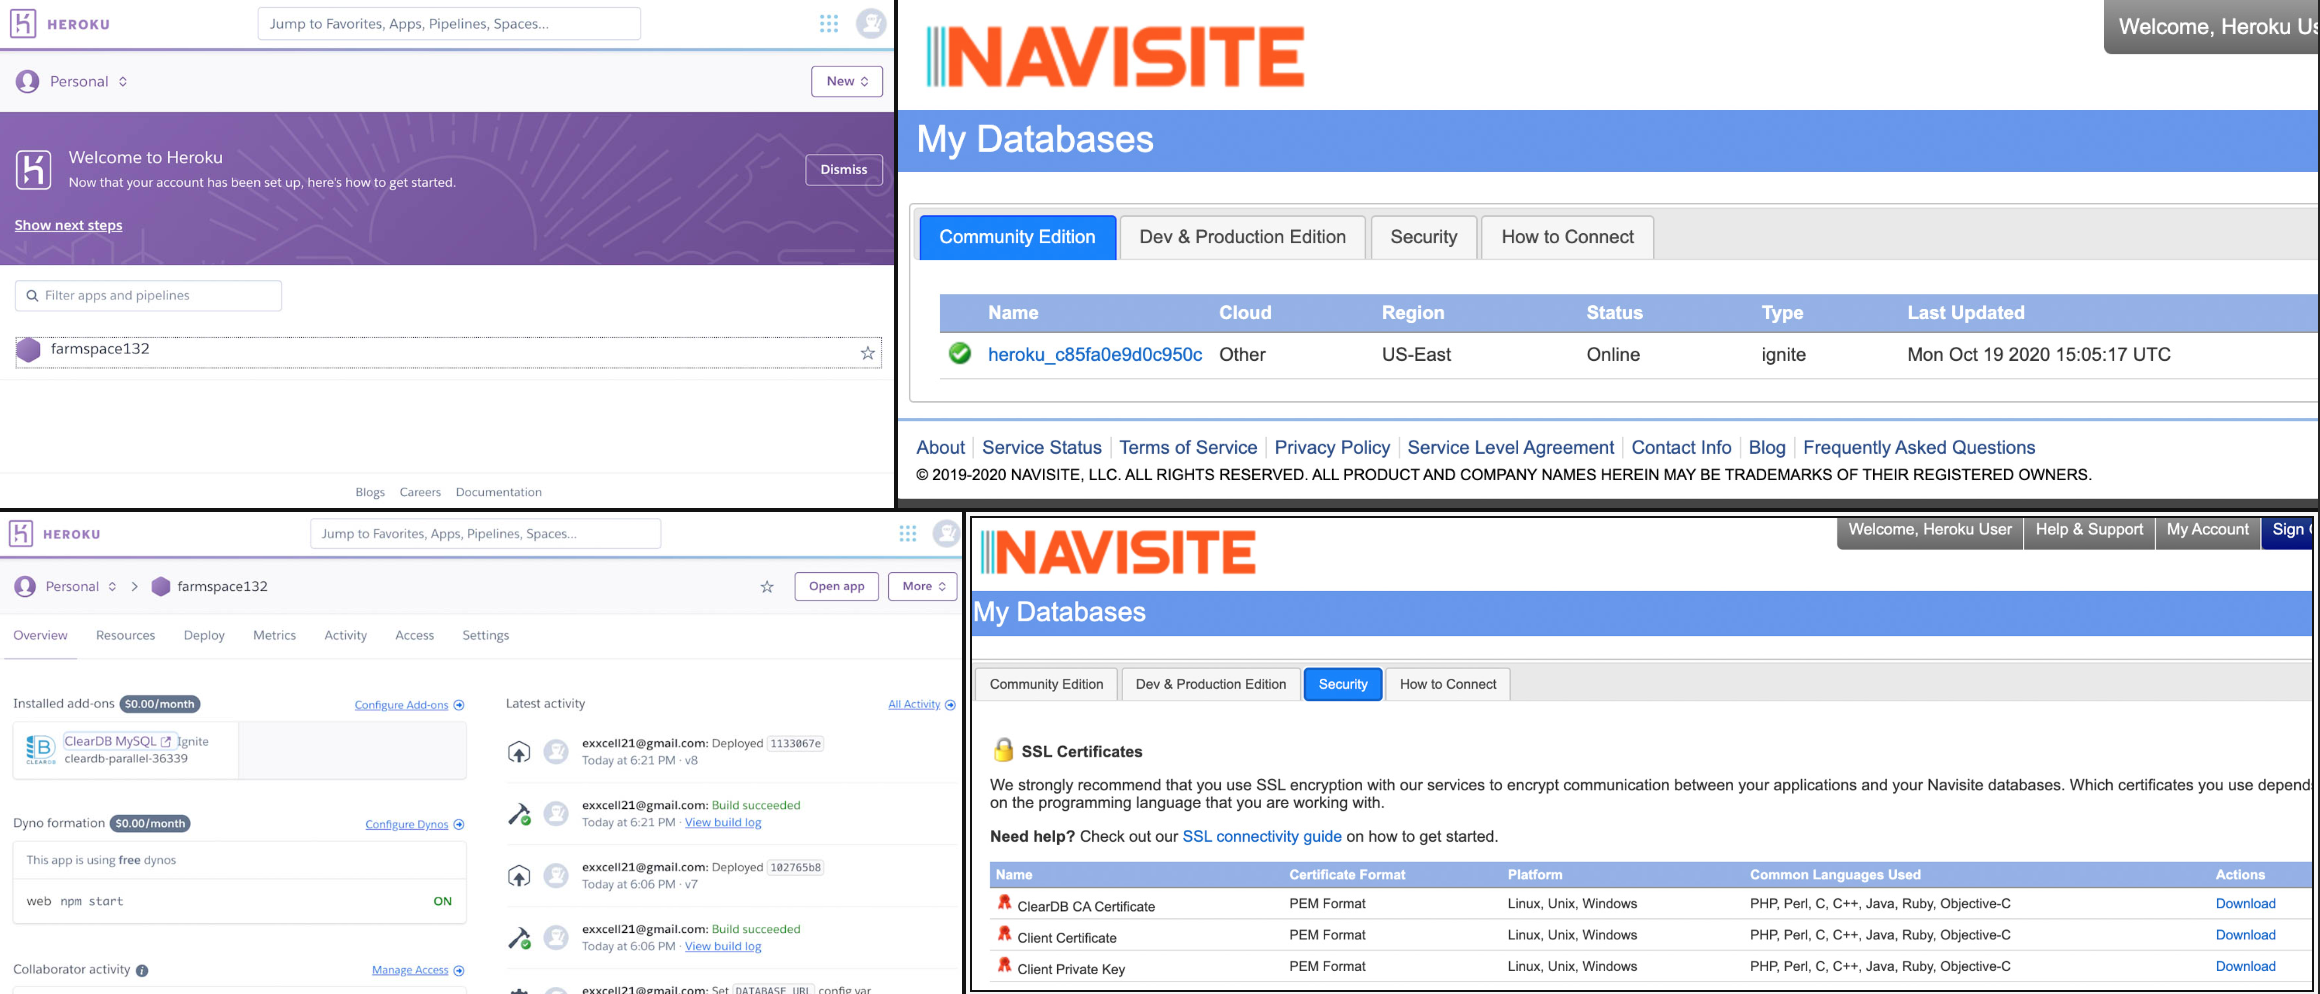 HEROKU
Jump to Favorites, Apps, Pipelines, Spaces...
Personal
New
Welcome to Heroku
Now that your account has been set up, here's how to get started.
Dismiss
Show next steps
Filter apps and pipelines
farmspace132
Blogs Careers Documentation
NAVISITE
Welcome, Heroku Us
My Databases
Community Edition Dev & Production Edition Security How to Connect
Name Cloud Region Status Type Last Updated
heroku_c85fa0e9d0c950c Other US-East Online ignite Mon Oct 19 2020 15:05:17 UTC
About Service Status Terms of Service Privacy Policy Service Level Agreement Contact Info Blog Frequently Asked Questions
© 2019-2020 NAVISITE, LLC. ALL RIGHTS RESERVED. ALL PRODUCT AND COMPANY NAMES HEREIN MAY BE TRADEMARKS OF THEIR REGISTERED OWNERS.
HEROKU
Jump to Favorites, Apps, Pipelines, Spaces...
Personal > farmspace132
Open app More
Overview Resources Deploy Metrics Activity Access Settings
Installed add-ons $0.00/month Configure Add-ons
ClearDB MySQL Ignite
cleardb-parallel-36339
CLEARDB
Dyno formation $0.00/month Configure Dynos
This app is using free dynos
web npm start ON
Collaborator activity Manage Access
Latest activity All Activity
exxcell21@gmail.com: Deployed 1133067e
Today at 6:21 PM · v8
exxcell21@gmail.com: Build succeeded
Today at 6:21 PM · View build log
exxcell21@gmail.com: Deployed 102765b8
Today at 6:06 PM · v7
exxcell21@gmail.com: Build succeeded
Today at 6:06 PM · View build log
exxcell21@gmail.com: Set DATABASE_URL config var
NAVISITE
Welcome, Heroku User Help & Support My Account Sign
My Databases
Community Edition Dev & Production Edition Security How to Connect
SSL Certificates
We strongly recommend that you use SSL encryption with our services to encrypt communication between your applications and your Navisite databases. Which certificates you use depends
on the programming language that you are working with.
Need help? Check out our SSL connectivity guide on how to get started.
Name Certificate Format Platform Common Languages Used Actions
ClearDB CA Certificate PEM Format Linux, Unix, Windows PHP, Perl, C, C++, Java, Ruby, Objective-C Download
Client Certificate PEM Format Linux, Unix, Windows PHP, Perl, C, C++, Java, Ruby, Objective-C Download
Client Private Key PEM Format Linux, Unix, Windows PHP, Perl, C, C++, Java, Ruby, Objective-C Download